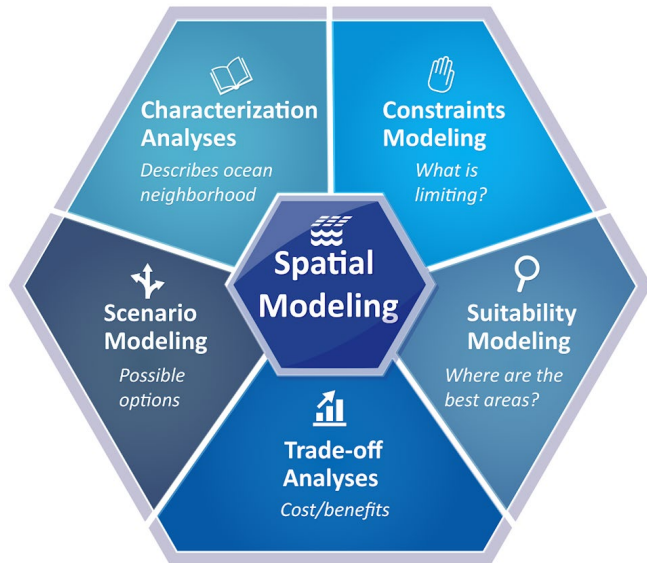 Characterization
Analyses
Describes ocean
neighborhood
Constraints
Modeling
What is
limiting?
Spatial
Modeling
Scenario
Modeling
Possible
options
Suitability
Modeling
Where are the
best areas?
Trade-off
Analyses
Cost/benefits